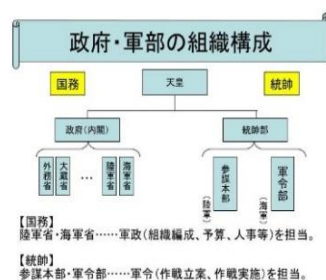 政府・軍部の組織構成
国務
天皇
統帥
政府(内閣)
統帥部
外務省
大蔵省
…
陸軍省
海軍省
参謀本部
(陸軍)
軍令部
(海軍)
【国務】
陸軍省・海軍省……軍政(組織編成、予算、人事等)を担当。
【統帥】
参謀本部・軍令部……軍令(作戦立案、作戦実施)を担当。